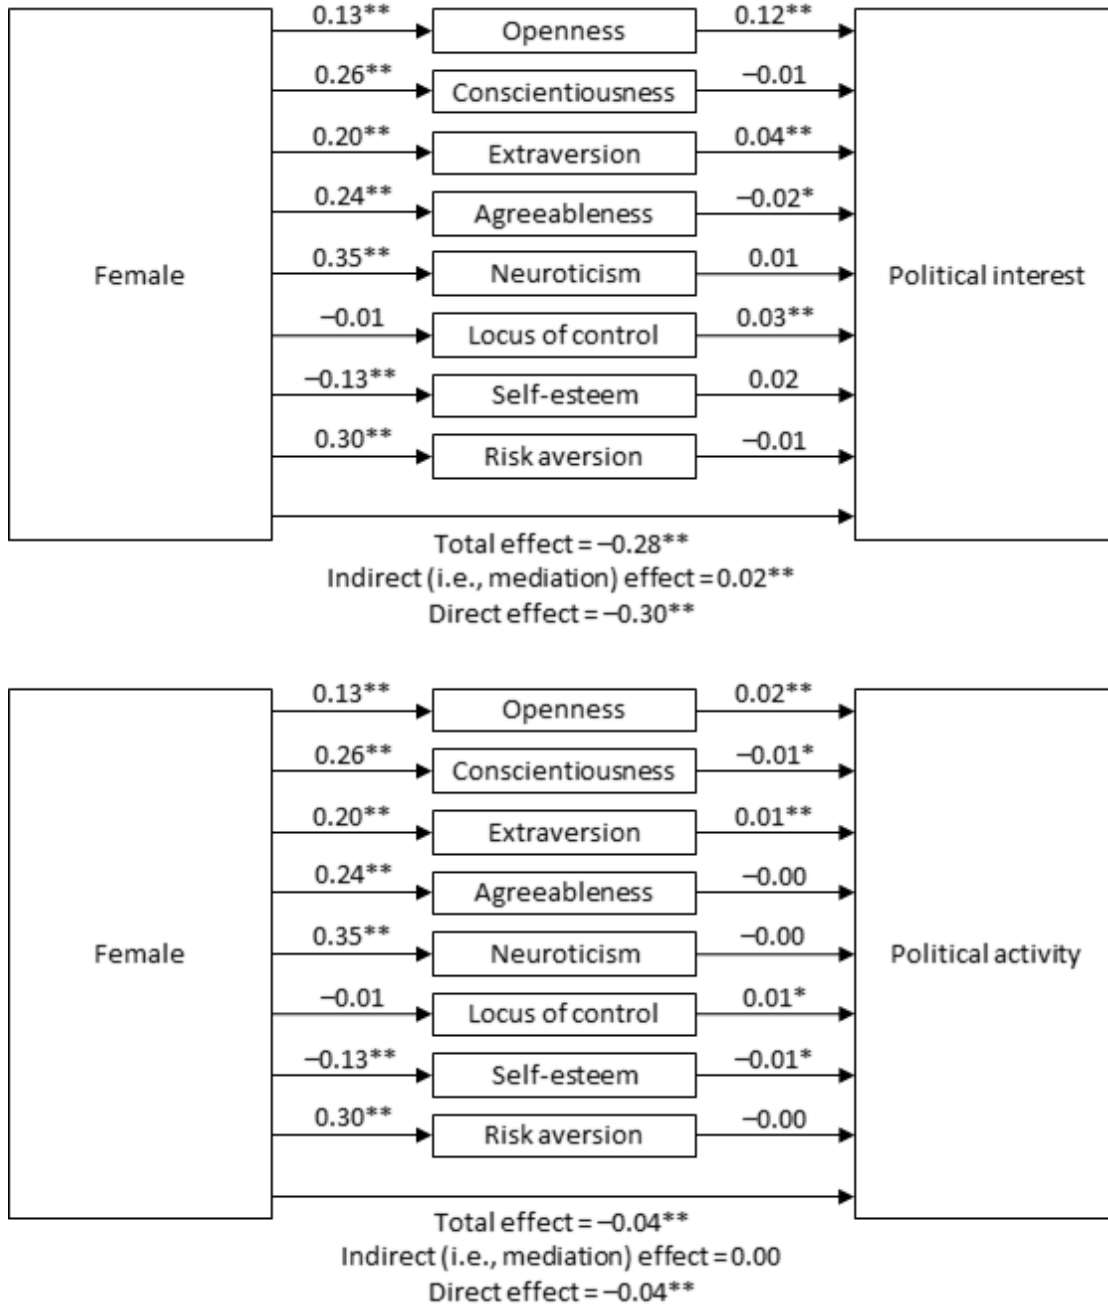 0.13** Openness 0.12**
0.26** Conscientiousness −0.01
0.20** Extraversion 0.04**
0.24** Agreeableness −0.02*
Female 0.35** Neuroticism 0.01 Political interest
−0.01 Locus of control 0.03**
−0.13** Self-esteem 0.02
0.30** Risk aversion −0.01
Total effect = −0.28**
Indirect (i.e., mediation) effect = 0.02**
Direct effect = −0.30**
0.13** Openness 0.02**
0.26** Conscientiousness −0.01*
0.20** Extraversion 0.01**
0.24** Agreeableness −0.00
Female 0.35** Neuroticism −0.00 Political activity
−0.01 Locus of control 0.01*
−0.13** Self-esteem −0.01*
0.30** Risk aversion −0.00
Total effect = −0.04**
Indirect (i.e., mediation) effect = 0.00
Direct effect = −0.04**